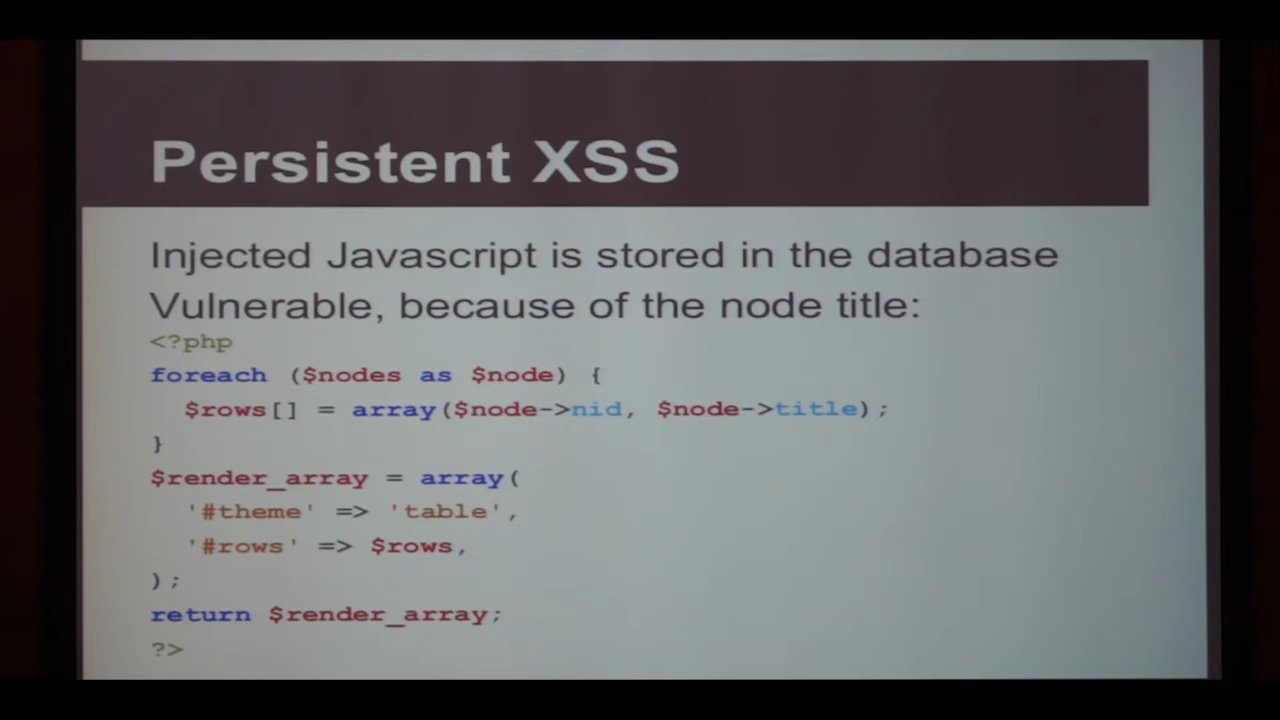 Persistent XSS
Injected Javascript is stored in the database
Vulnerable, because of the node title:
<?php
foreach ($nodes as $node) {
  $rows[] = array($node->nid, $node->title);
}
$render_array = array(
  '#theme' => 'table',
  '#rows' => $rows,
);
return $render_array;
?>